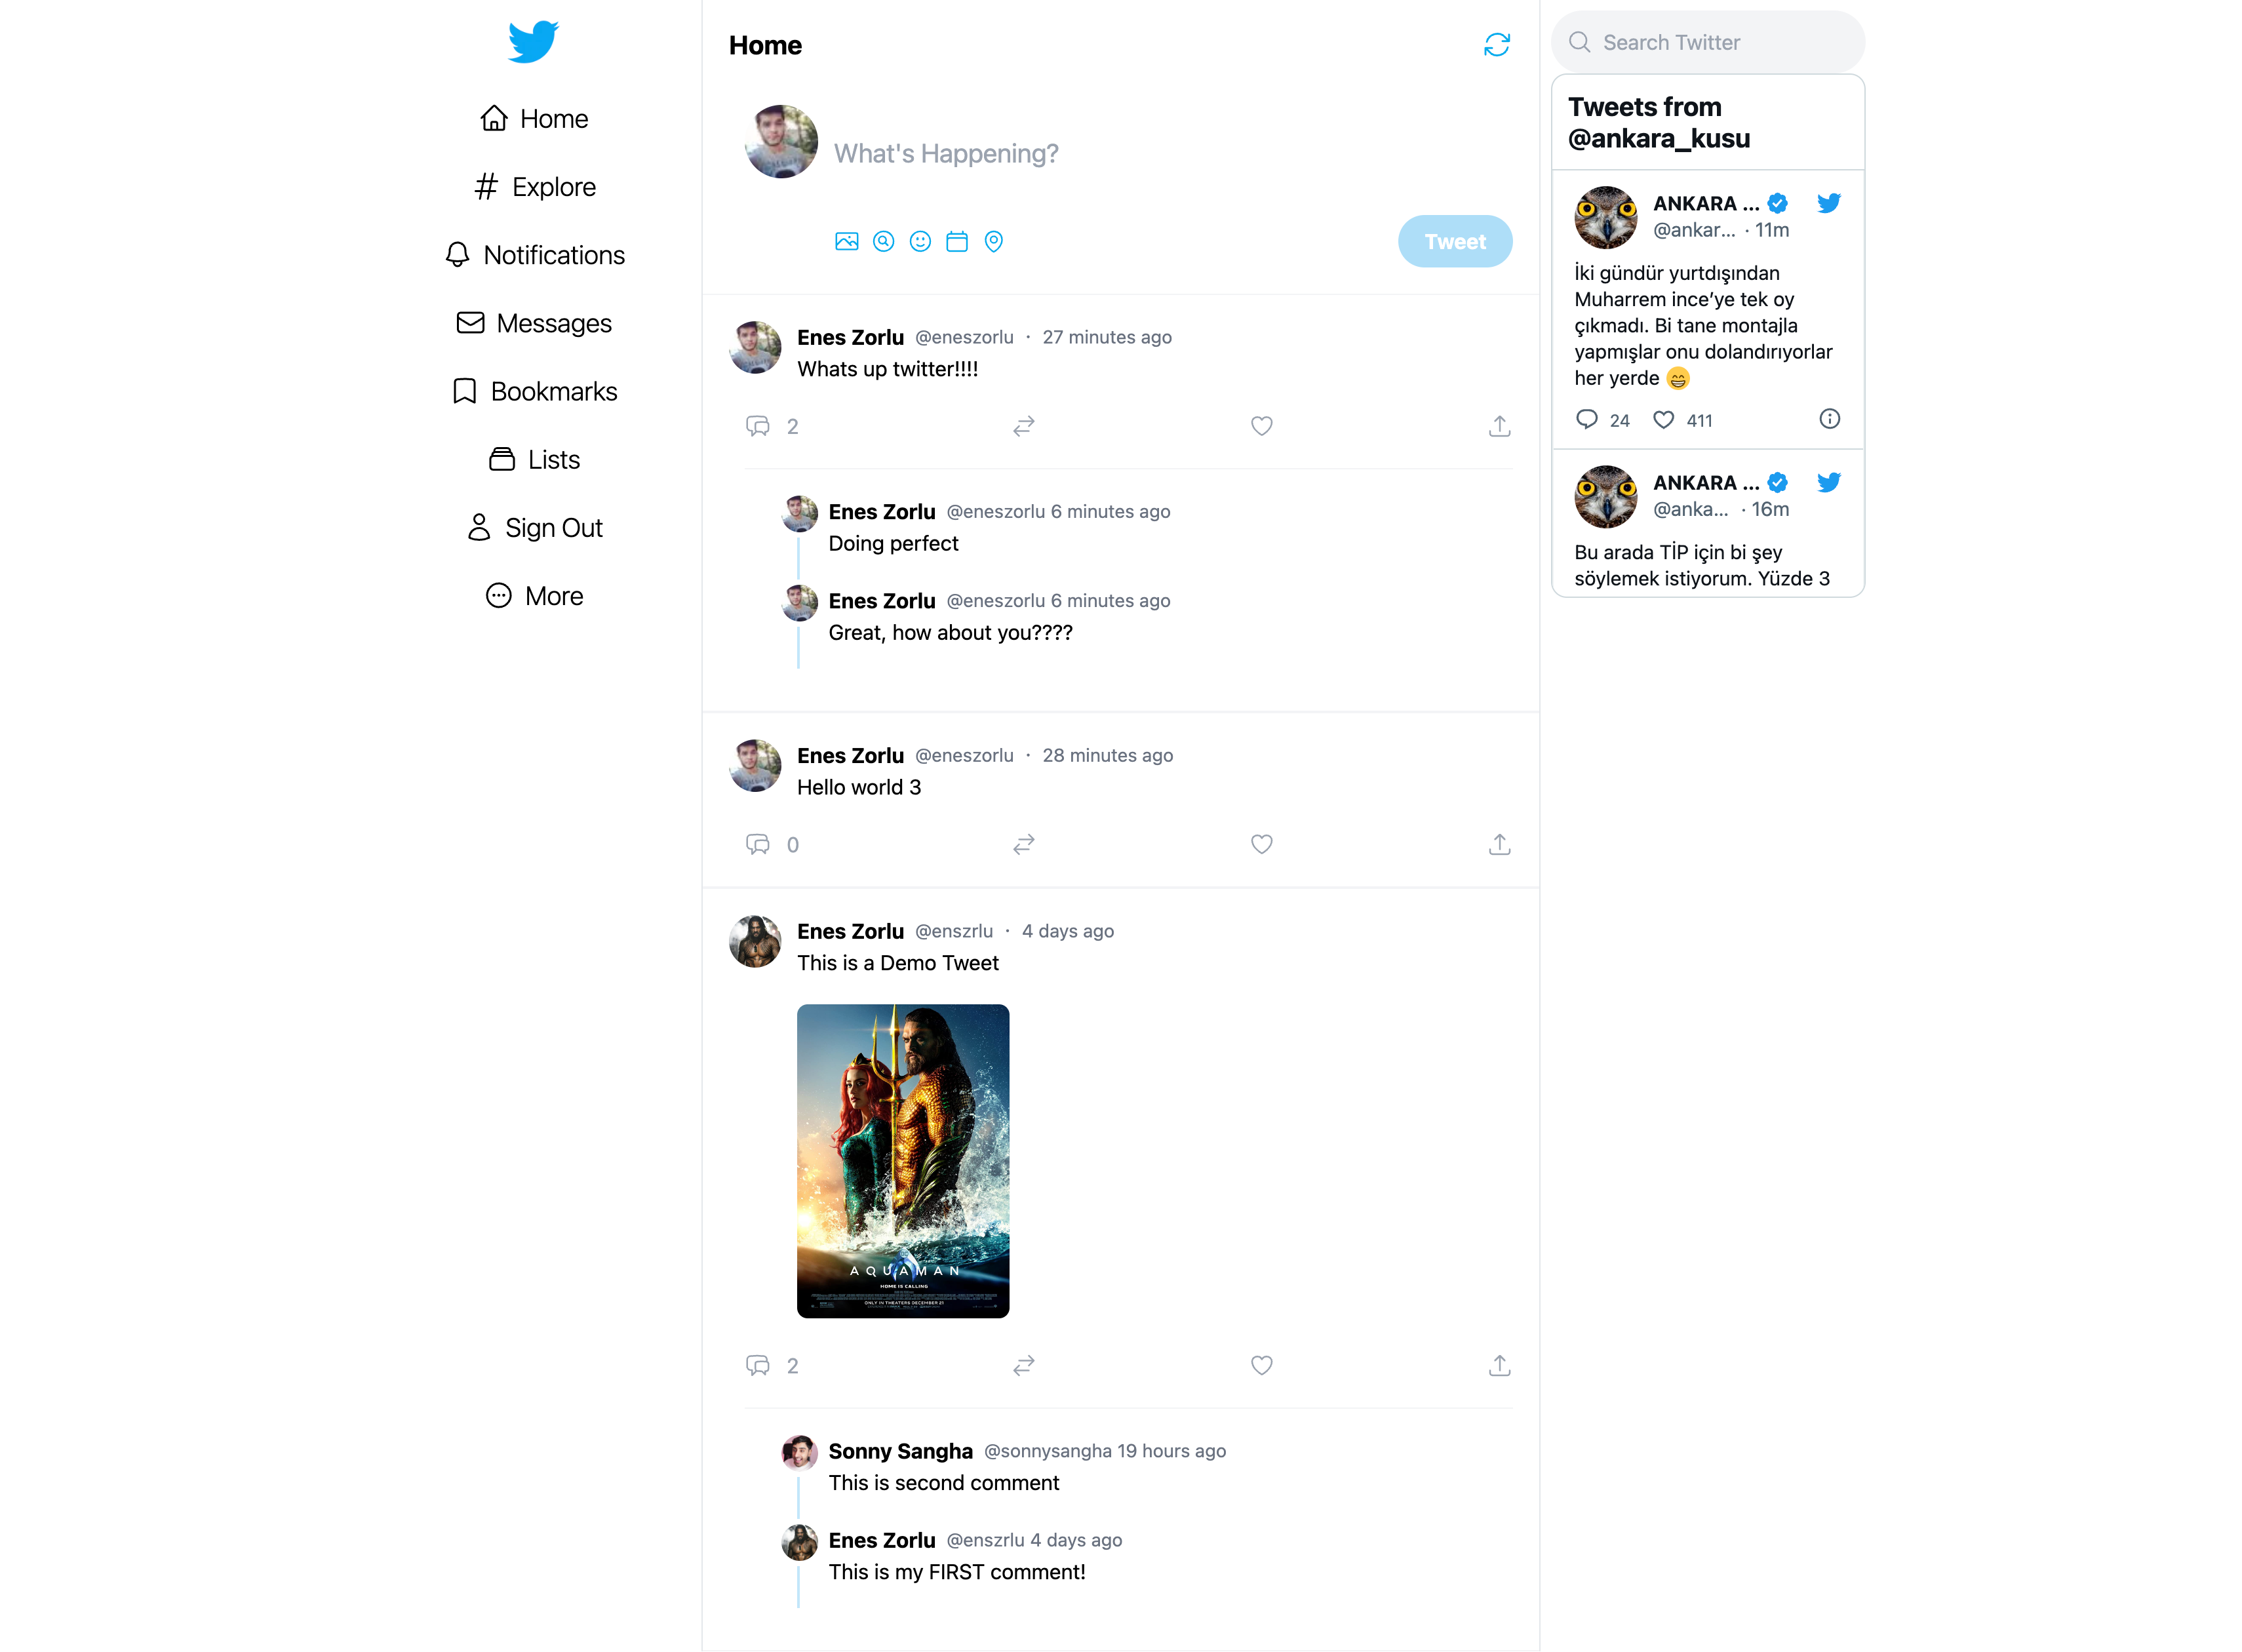 Home
Explore
Notifications
Messages
Bookmarks
Lists
Sign Out
More
Home
What's Happening?
Tweet
Enes Zorlu @eneszorlu · 27 minutes ago
Whats up twitter!!!!
2
Enes Zorlu @eneszorlu 6 minutes ago
Doing perfect
Enes Zorlu @eneszorlu 6 minutes ago
Great, how about you????
Enes Zorlu @eneszorlu · 28 minutes ago
Hello world 3
0
Enes Zorlu @enszrlu · 4 days ago
This is a Demo Tweet
AQUAMAN
HOME IS CALLING
ONLY IN THEATERS DECEMBER 21
2
Sonny Sangha @sonnysangha 19 hours ago
This is second comment
Enes Zorlu @enszrlu 4 days ago
This is my FIRST comment!
Search Twitter
Tweets from
@ankara_kusu
ANKARA ...
@ankar... · 11m
İki gündür yurtdışından
Muharrem ince’ye tek oy
çıkmadı. Bi tane montajla
yapmışlar onu dolandırıyorlar
her yerde 😁
24 411
ANKARA ...
@anka... · 16m
Bu arada TİP için bi şey
söylemek istiyorum. Yüzde 3